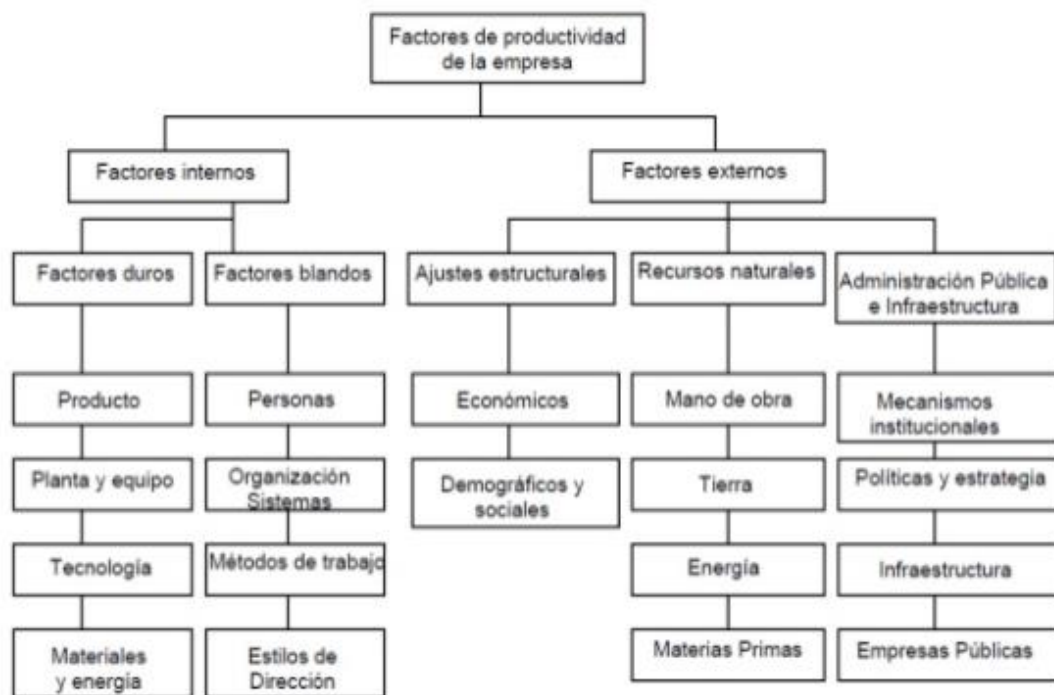 Factores de productividad
de la empresa
Factores internos
Factores externos
Factores duros
Factores blandos
Ajustes estructurales
Recursos naturales
Administración Pública
e Infraestructura
Producto
Personas
Económicos
Mano de obra
Mecanismos
institucionales
Planta y equipo
Organización
Sistemas
Demográficos y
sociales
Tierra
Políticas y estrategia
Tecnología
Métodos de trabajo
Energía
Infraestructura
Materiales
y energía
Estilos de
Dirección
Materias Primas
Empresas Públicas